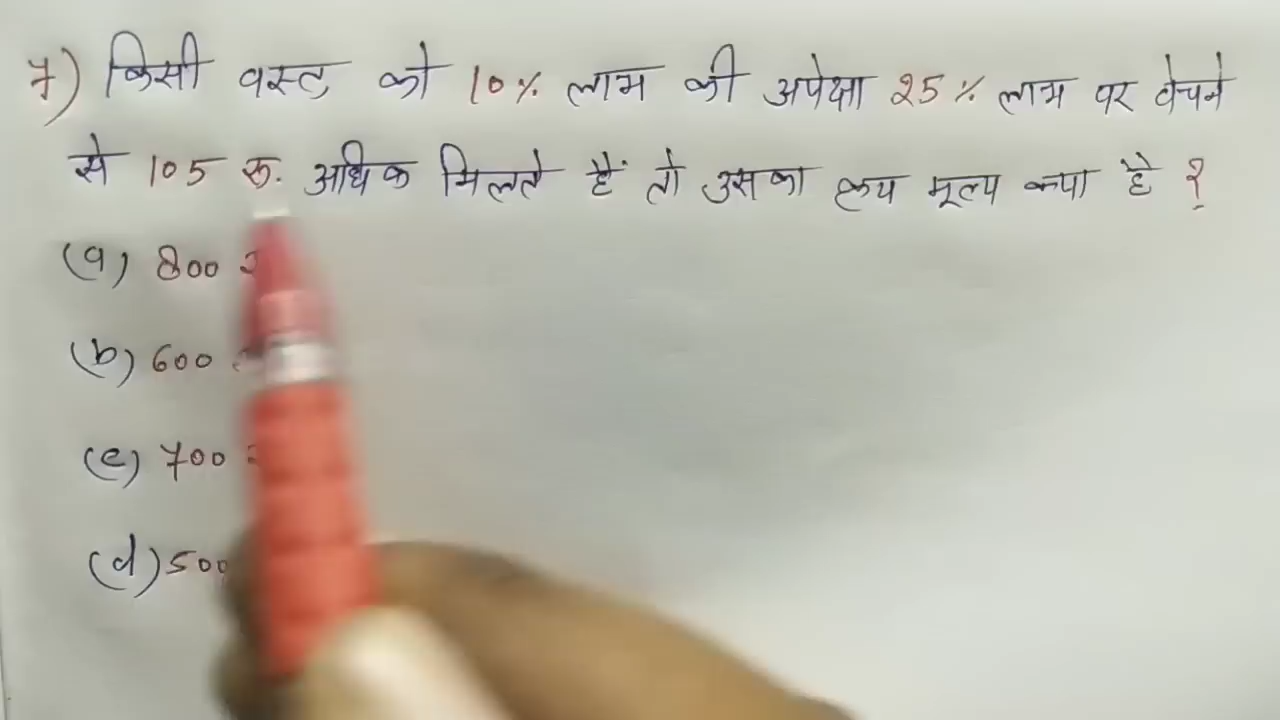 7) किसी वस्तु को 10% लाभ की अपेक्षा 25% लाभ पर बेचने
से 105 रू. अधिक मिलते हैं तो उसका क्रय मूल्य क्या है ?
(a) 800
(b) 600
(c) 700
(d) 500